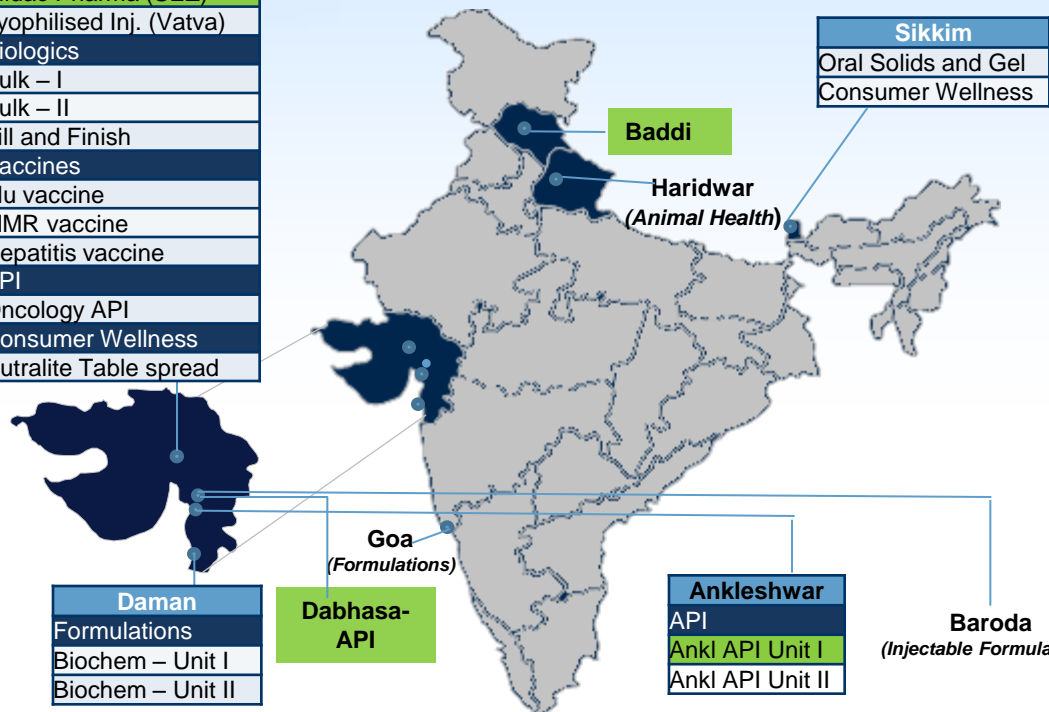 yophilised Inj. (Vatva)
iologics
ulk – I
ulk – II
ill and Finish
accines
lu vaccine
MR vaccine
epatitis vaccine
PI
Oncology API
onsumer Wellness
utralite Table spread
Sikkim
Oral Solids and Gel
Consumer Wellness
Baddi
Haridwar
(Animal Health)
Goa
(Formulations)
Daman
Formulations
Biochem – Unit I
Biochem – Unit II
Dabhasa-
API
Ankleshwar
API
Ankl API Unit I
Ankl API Unit II
Baroda
(Injectable Formula